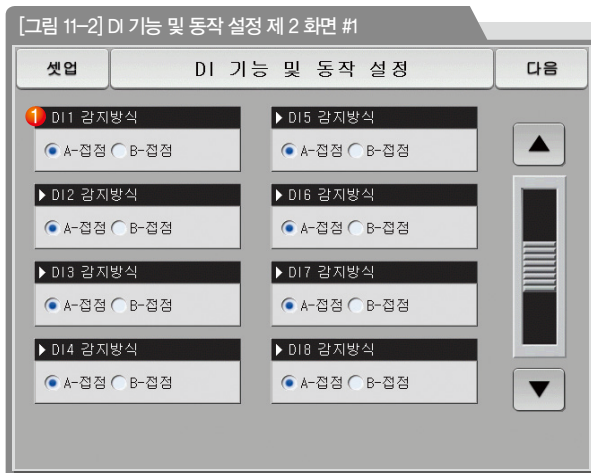 [그림 11-2] DI 기능 및 동작 설정 제 2 화면 #1
셋업 DI 기능 및 동작 설정 다음
1 DI1 감지방식
A-접점 B-접점
DI2 감지방식
A-접점 B-접점
DI3 감지방식
A-접점 B-접점
DI4 감지방식
A-접점 B-접점
DI5 감지방식
A-접점 B-접점
DI6 감지방식
A-접점 B-접점
DI7 감지방식
A-접점 B-접점
DI8 감지방식
A-접점 B-접점